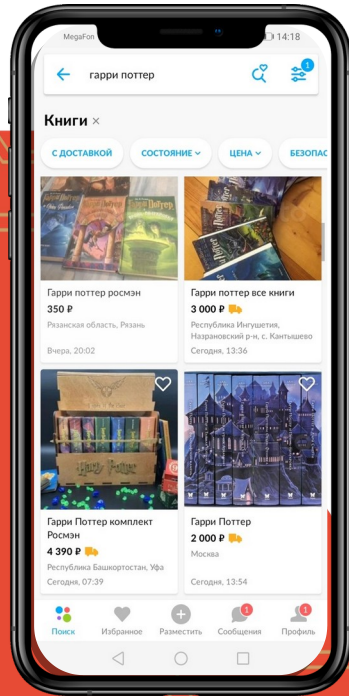 MegaFon
14:18
гарри поттер
1
Книги ×
С ДОСТАВКОЙ
СОСТОЯНИЕ
ЦЕНА
БЕЗОПАС
Гарри поттер росмэн
350 ₽
Рязанская область, Рязань
Вчера, 20:02
Гарри поттер все книги
3 000 ₽
Республика Ингушетия,
Назрановский р-н, с. Кантышево
Сегодня, 13:36
Гарри Поттер
Гарри Поттер комплект
Росмэн
4 390 ₽
Республика Башкортостан, Уфа
Сегодня, 07:39
Гарри Поттер
2 000 ₽
Москва
Сегодня, 13:54
1
1
Поиск
Избранное
Разместить
Сообщения
Профиль